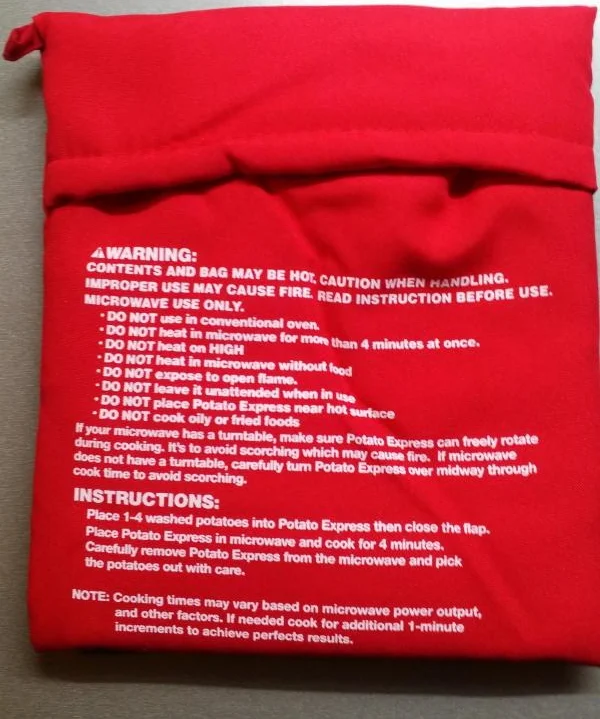 ⚠WARNING:
CONTENTS AND BAG MAY BE HOT, CAUTION WHEN HANDLING.
IMPROPER USE MAY CAUSE FIRE. READ INSTRUCTION BEFORE USE.
MICROWAVE USE ONLY.
• DO NOT use in conventional oven.
• DO NOT heat in microwave for more than 4 minutes at once.
• DO NOT heat on HIGH
• DO NOT heat in microwave without food
• DO NOT expose to open flame.
• DO NOT leave it unattended when in use
• DO NOT place Potato Express near hot surface
• DO NOT cook oily or fried foods
If your microwave has a turntable, make sure Potato Express can freely rotate
during cooking. It's to avoid scorching which may cause fire. If microwave
does not have a turntable, carefully turn Potato Express over midway through
cook time to avoid scorching.
INSTRUCTIONS:
Place 1-4 washed potatoes into Potato Express then close the flap.
Place Potato Express in microwave and cook for 4 minutes.
Carefully remove Potato Express from the microwave and pick
the potatoes out with care.
NOTE: Cooking times may vary based on microwave power output,
and other factors. If needed cook for additional 1-minute
increments to achieve perfects results.